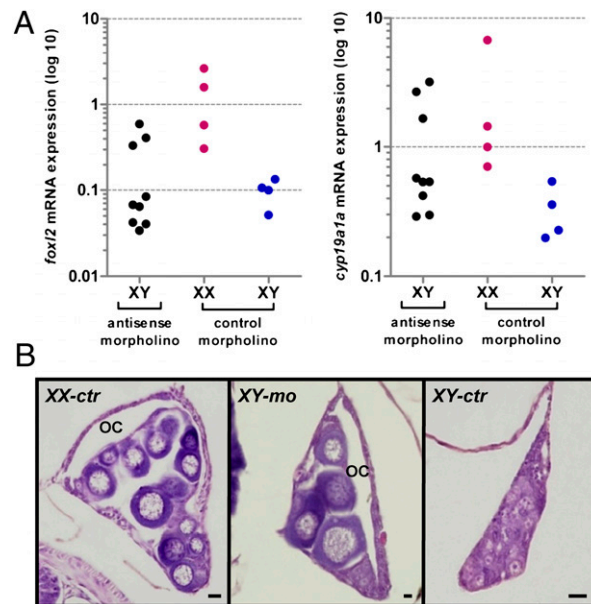 A
foxl2 mRNA expression (log 10)
10
1
0.1
0.01
XY
XX
XY
antisense morpholino
control morpholino
cyp19a1a mRNA expression (log 10)
10
1
0.1
XY
XX
XY
antisense morpholino
control morpholino
B
XX-ctr
OC
XY-mo
OC
XY-ctr